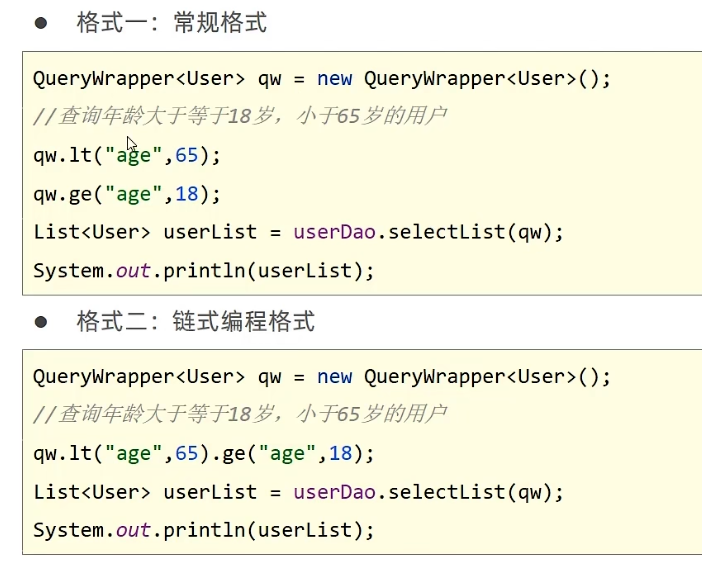 ● 格式一：常规格式
QueryWrapper<User> qw = new QueryWrapper<User>();
//查询年龄大于等于18岁，小于65岁的用户
qw.lt("age",65);
qw.ge("age",18);
List<User> userList = userDao.selectList(qw);
System.out.println(userList);
● 格式二：链式编程格式
QueryWrapper<User> qw = new QueryWrapper<User>();
//查询年龄大于等于18岁，小于65岁的用户
qw.lt("age",65).ge("age",18);
List<User> userList = userDao.selectList(qw);
System.out.println(userList);